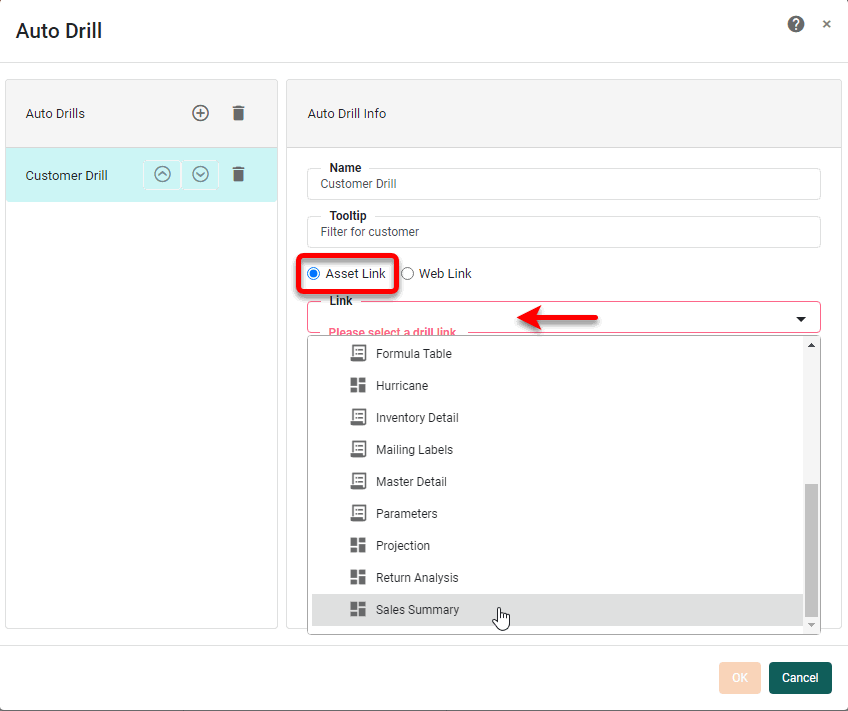 Auto Drill
Auto Drills
Auto Drill Info
Customer Drill
Name
Customer Drill
Tooltip
Filter for customer
Asset Link
Web Link
Link
Please select a drill link
Formula Table
Hurricane
Inventory Detail
Mailing Labels
Master Detail
Parameters
Projection
Return Analysis
Sales Summary
OK
Cancel